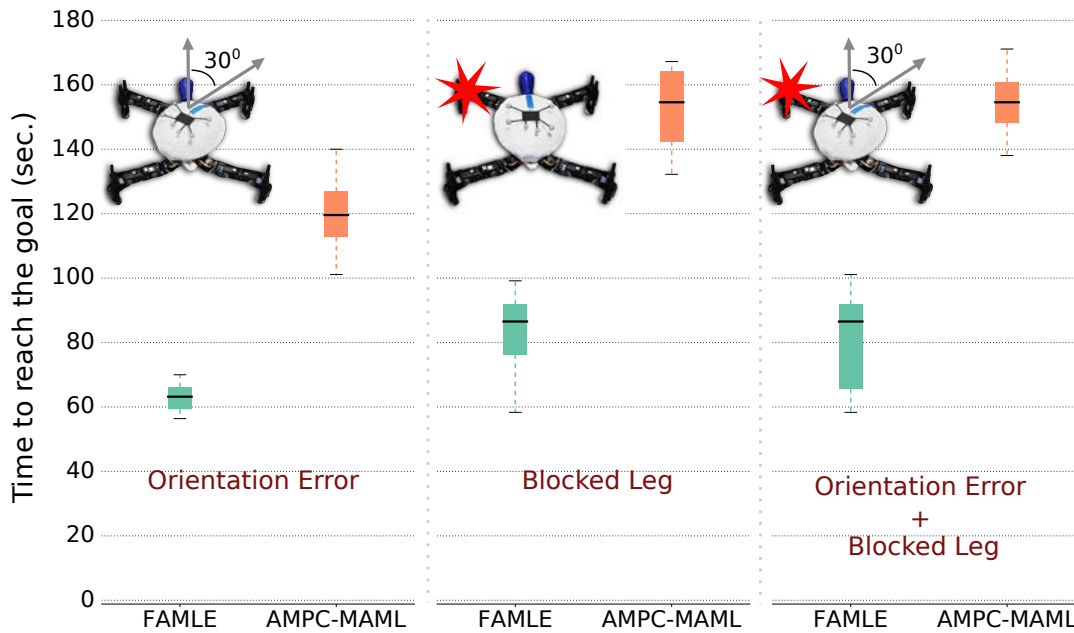 Time to reach the goal (sec.)
180
160
140
120
100
80
60
40
20
0
30⁰
Orientation Error
FAMLE AMPC-MAML
Blocked Leg
FAMLE AMPC-MAML
30⁰
Orientation Error
+
Blocked Leg
FAMLE AMPC-MAML